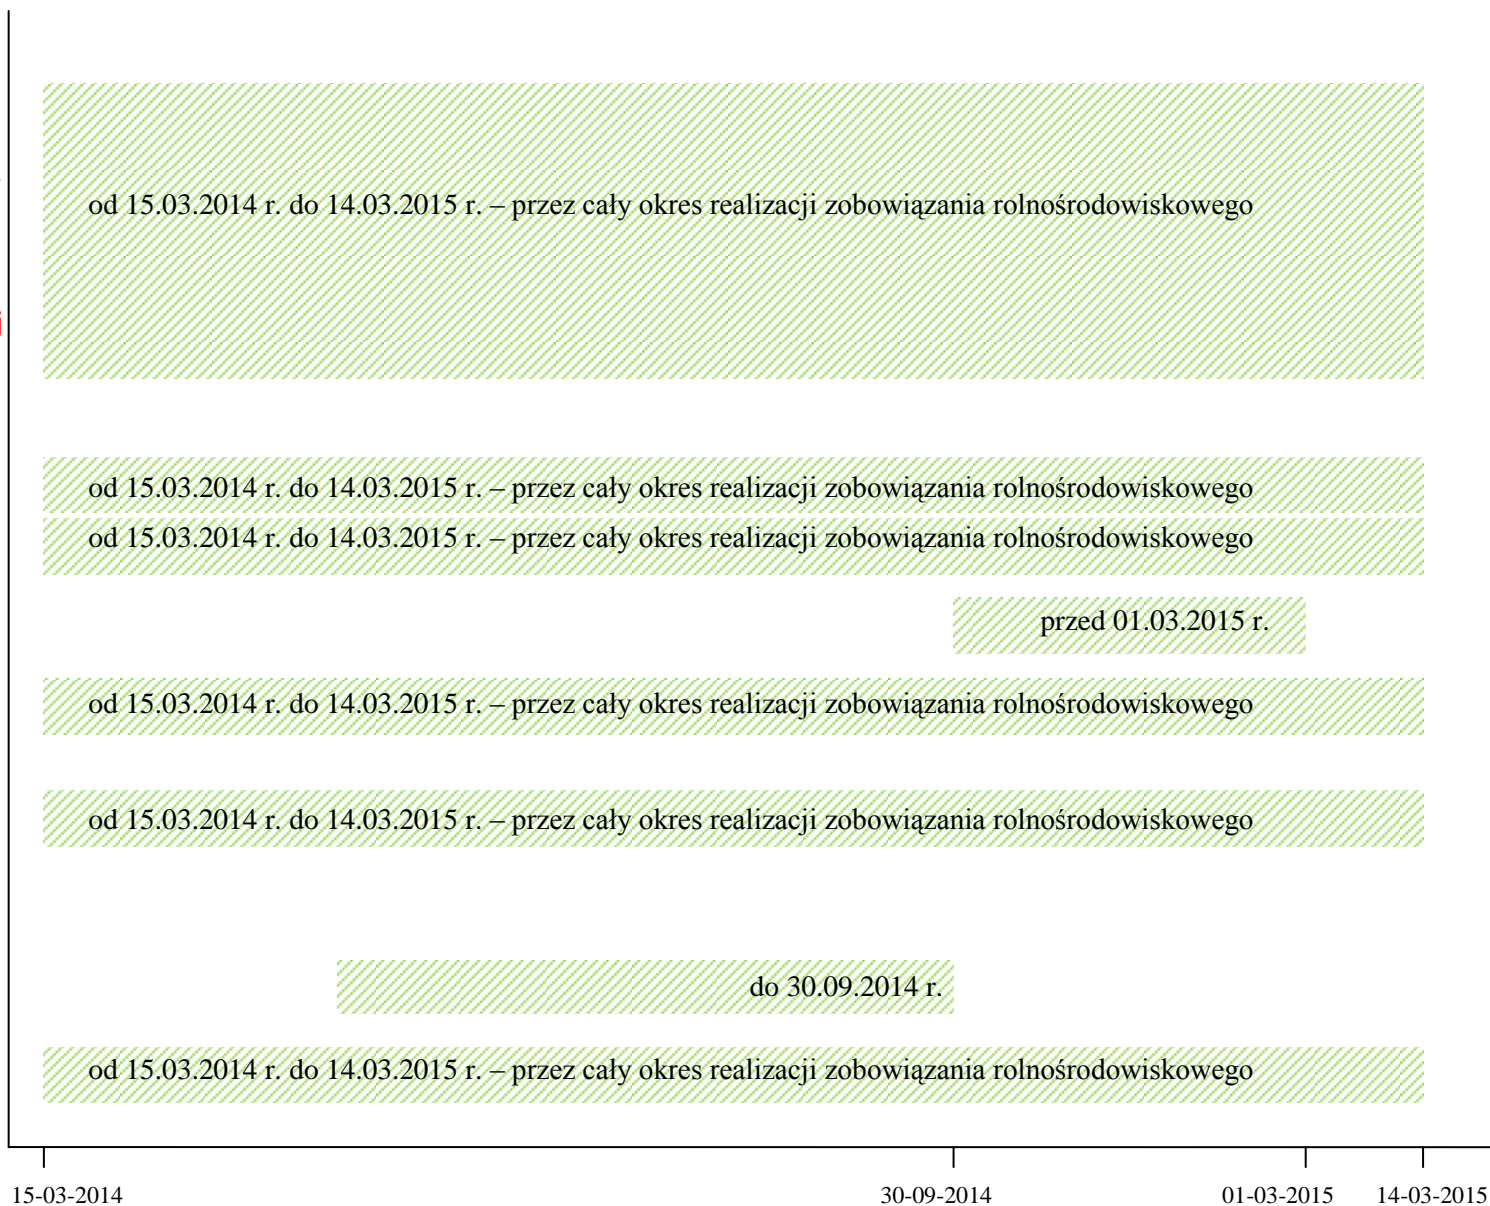 od 15.03.2014 r. do 14.03.2015 r. – przez cały okres realizacji zobowiązania rolnośrodowiskowego
od 15.03.2014 r. do 14.03.2015 r. – przez cały okres realizacji zobowiązania rolnośrodowiskowego
od 15.03.2014 r. do 14.03.2015 r. – przez cały okres realizacji zobowiązania rolnośrodowiskowego
przed 01.03.2015 r.
od 15.03.2014 r. do 14.03.2015 r. – przez cały okres realizacji zobowiązania rolnośrodowiskowego
od 15.03.2014 r. do 14.03.2015 r. – przez cały okres realizacji zobowiązania rolnośrodowiskowego
do 30.09.2014 r.
od 15.03.2014 r. do 14.03.2015 r. – przez cały okres realizacji zobowiązania rolnośrodowiskowego
15-03-2014 30-09-2014 01-03-2015 14-03-2015